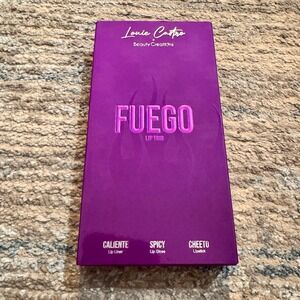 Louie Castro
x
Beauty Creations
FUEGO
LIP TRIO
CALIENTE SPICY CHEETO
Lip Liner Lip Gloss Lipstick